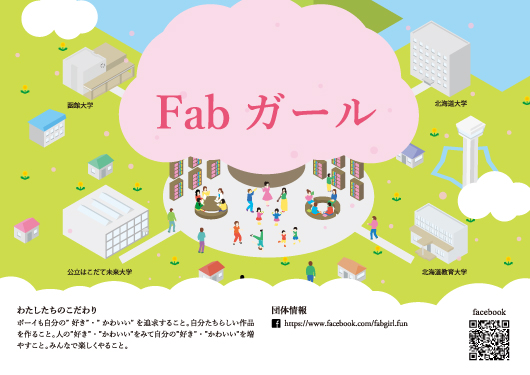 Fab ガール
函館大学
北海道大学
公立はこだて未来大学
北海道教育大学
わたしたちのこだわり
ボーイも自分の“ 好き”・“ かわいい” を追求すること。自分たちらしい作品
を作ること。人の“好き”・“かわいい”をみて自分の“好き”・“かわいい”を増
やすこと。みんなで楽しくやること。
団体情報
https://www.facebook.com/fabgirl.fun
facebook